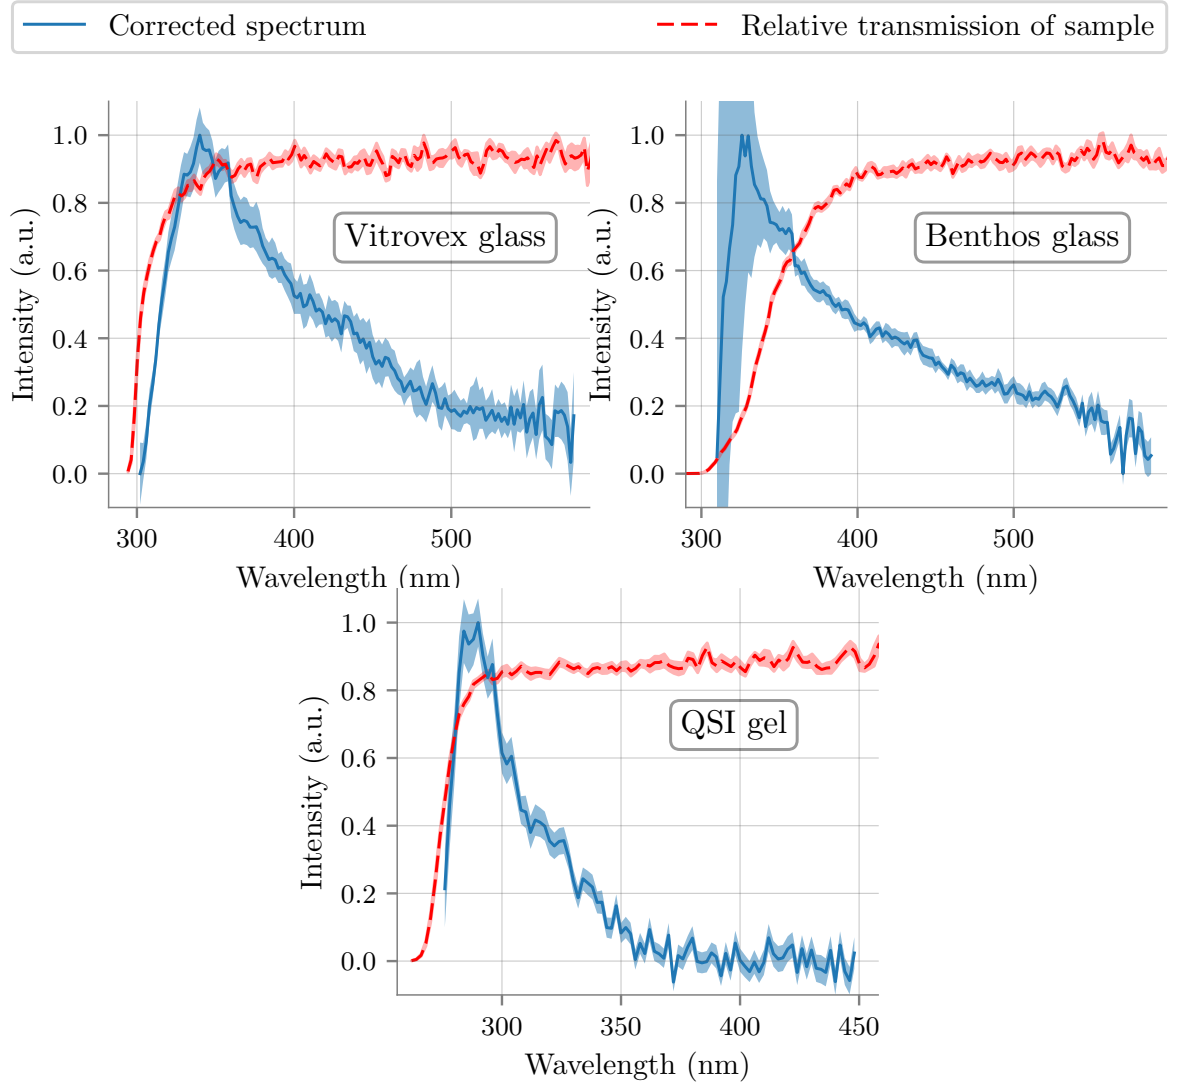 Corrected spectrum Relative transmission of sample
Intensity (a.u.)
1.0
0.8
0.6
0.4
0.2
0.0
Vitrovex glass
300 400 500
Wavelength (nm)
Intensity (a.u.)
1.0
0.8
0.6
0.4
0.2
0.0
Benthos glass
300 400 500
Wavelength (nm)
Intensity (a.u.)
1.0
0.8
0.6
0.4
0.2
0.0
QSI gel
300 350 400 450
Wavelength (nm)